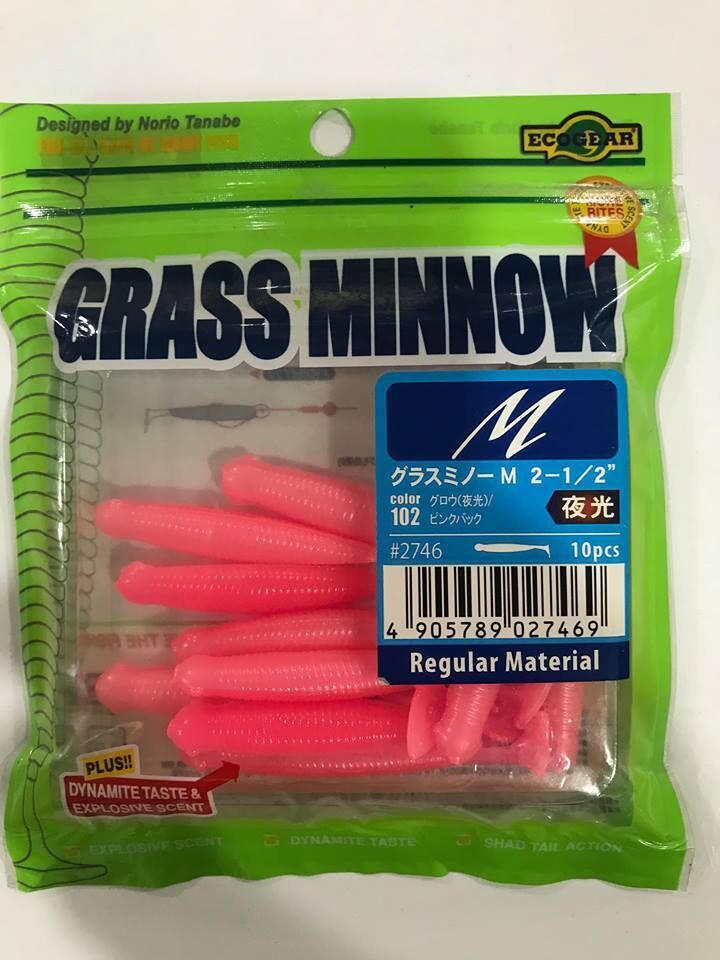 Designed by Norio Tanabe
ECOGEAR
MORE
BITES
GRASS MINNOW
M
グラスミノー M 2-1/2"
color 102 グロウ(夜光)/
ピンクバック
夜光
#2746 10pcs
4 905789 027469
Regular Material
PLUS!!
DYNAMITE TASTE &
EXPLOSIVE SCENT
EXPLOSIVE SCENT DYNAMITE TASTE SHAD TAIL ACTION